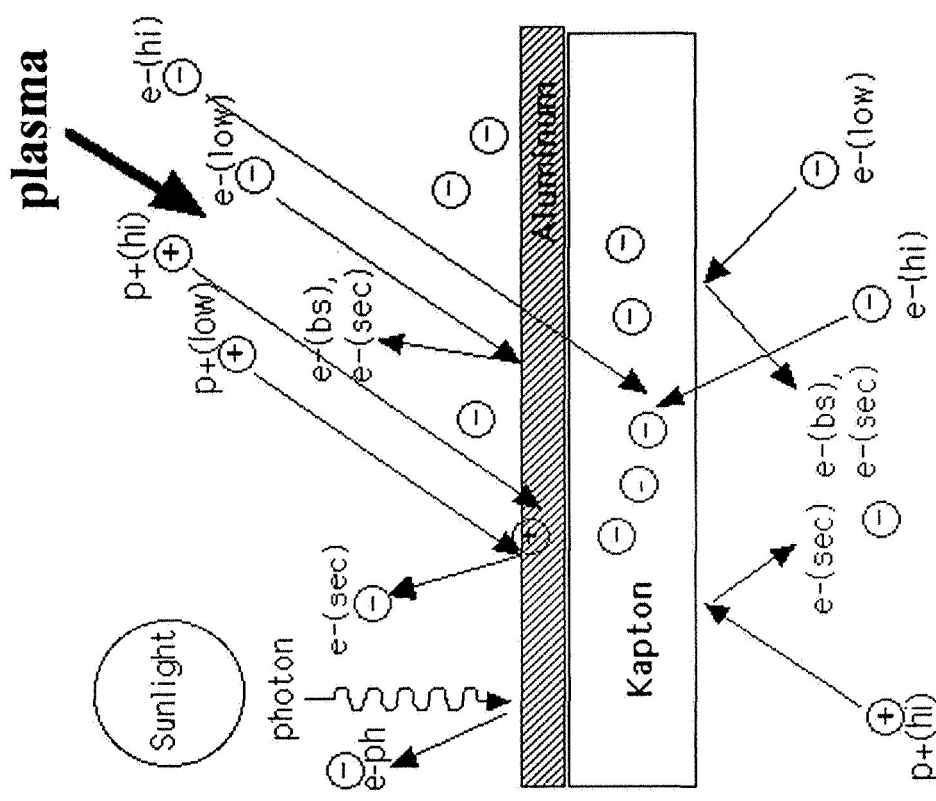 plasma
e-(hi)
e-(low)
p+(hi)
p+(low)
e-(bs),
e-(sec)
e-(sec)
Sunlight
photon
e-ph
Aluminum
Kapton
e-(low)
e-(hi)
e-(bs),
e-(sec)
e-(sec)
p+(hi)